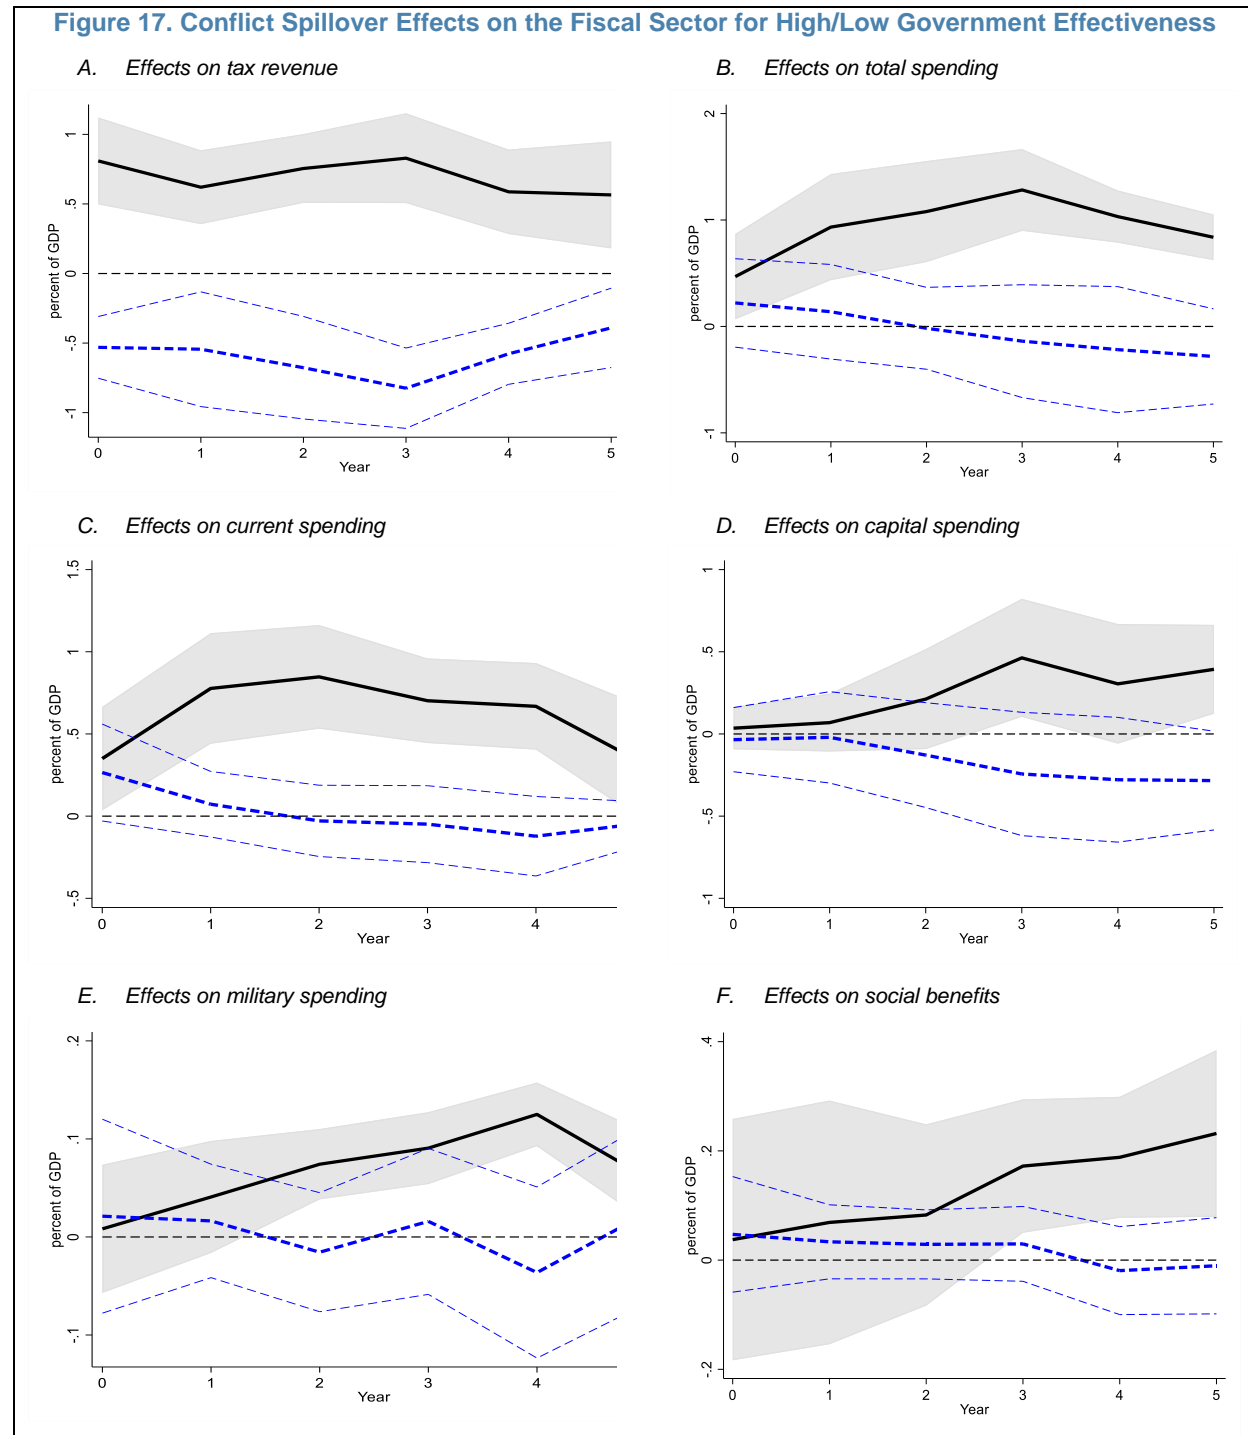 Figure 17. Conflict Spillover Effects on the Fiscal Sector for High/Low Government Effectiveness
A. Effects on tax revenue
percent of GDP
1
.5
0
-.5
-1
0 1 2 3 4 5
Year
B. Effects on total spending
percent of GDP
2
1
0
-1
0 1 2 3 4 5
Year
C. Effects on current spending
percent of GDP
1.5
1
.5
0
-.5
0 1 2 3 4
Year
D. Effects on capital spending
percent of GDP
1
.5
0
-.5
-1
0 1 2 3 4 5
Year
E. Effects on military spending
percent of GDP
.2
.1
0
-.1
0 1 2 3 4
Year
F. Effects on social benefits
percent of GDP
.4
.2
0
-.2
0 1 2 3 4 5
Year